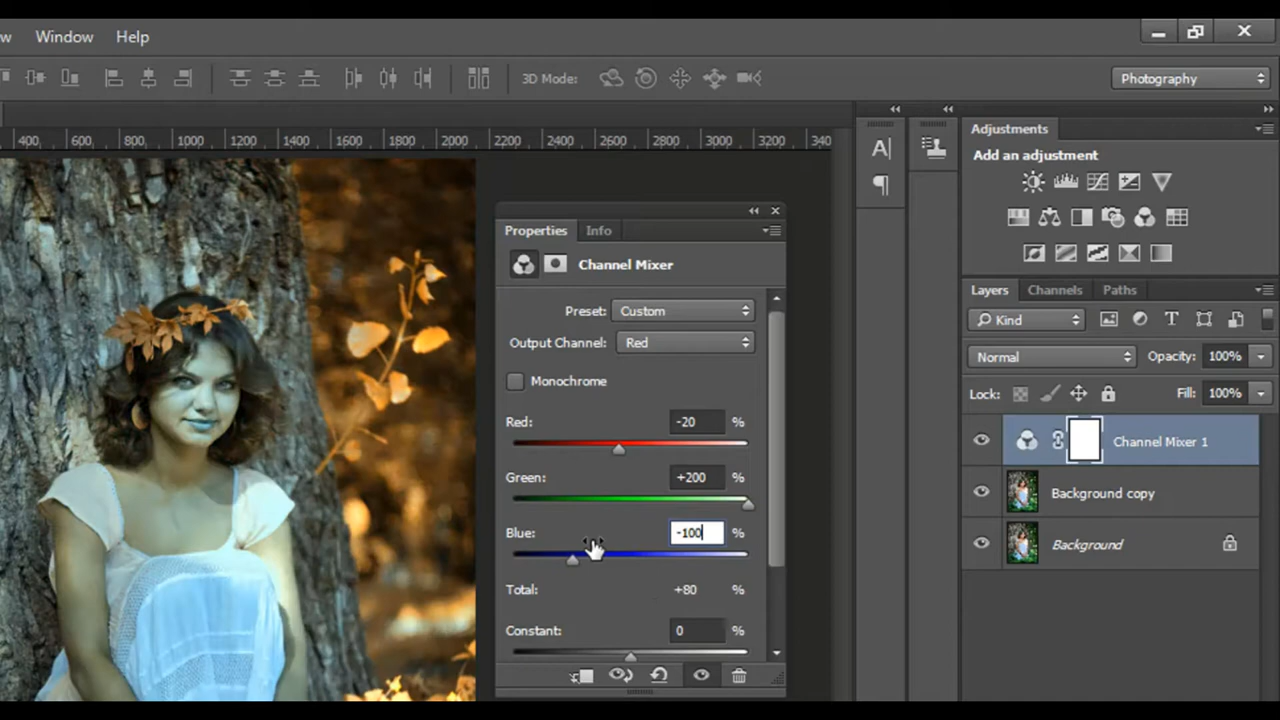 w Window Help
3D Mode: Photography
400 600 800 1000 1200 1400 1600 1800 2000 2200 2400 2600 2800 3000 3200 340
Adjustments
Add an adjustment
Properties Info
Channel Mixer
Preset: Custom
Output Channel: Red
Monochrome
Red: -20 %
Green: +200 %
Blue: -100 %
Total: +80 %
Constant: 0 %
Layers Channels Paths
Kind
Normal Opacity: 100%
Lock: Fill: 100%
Channel Mixer 1
Background copy
Background